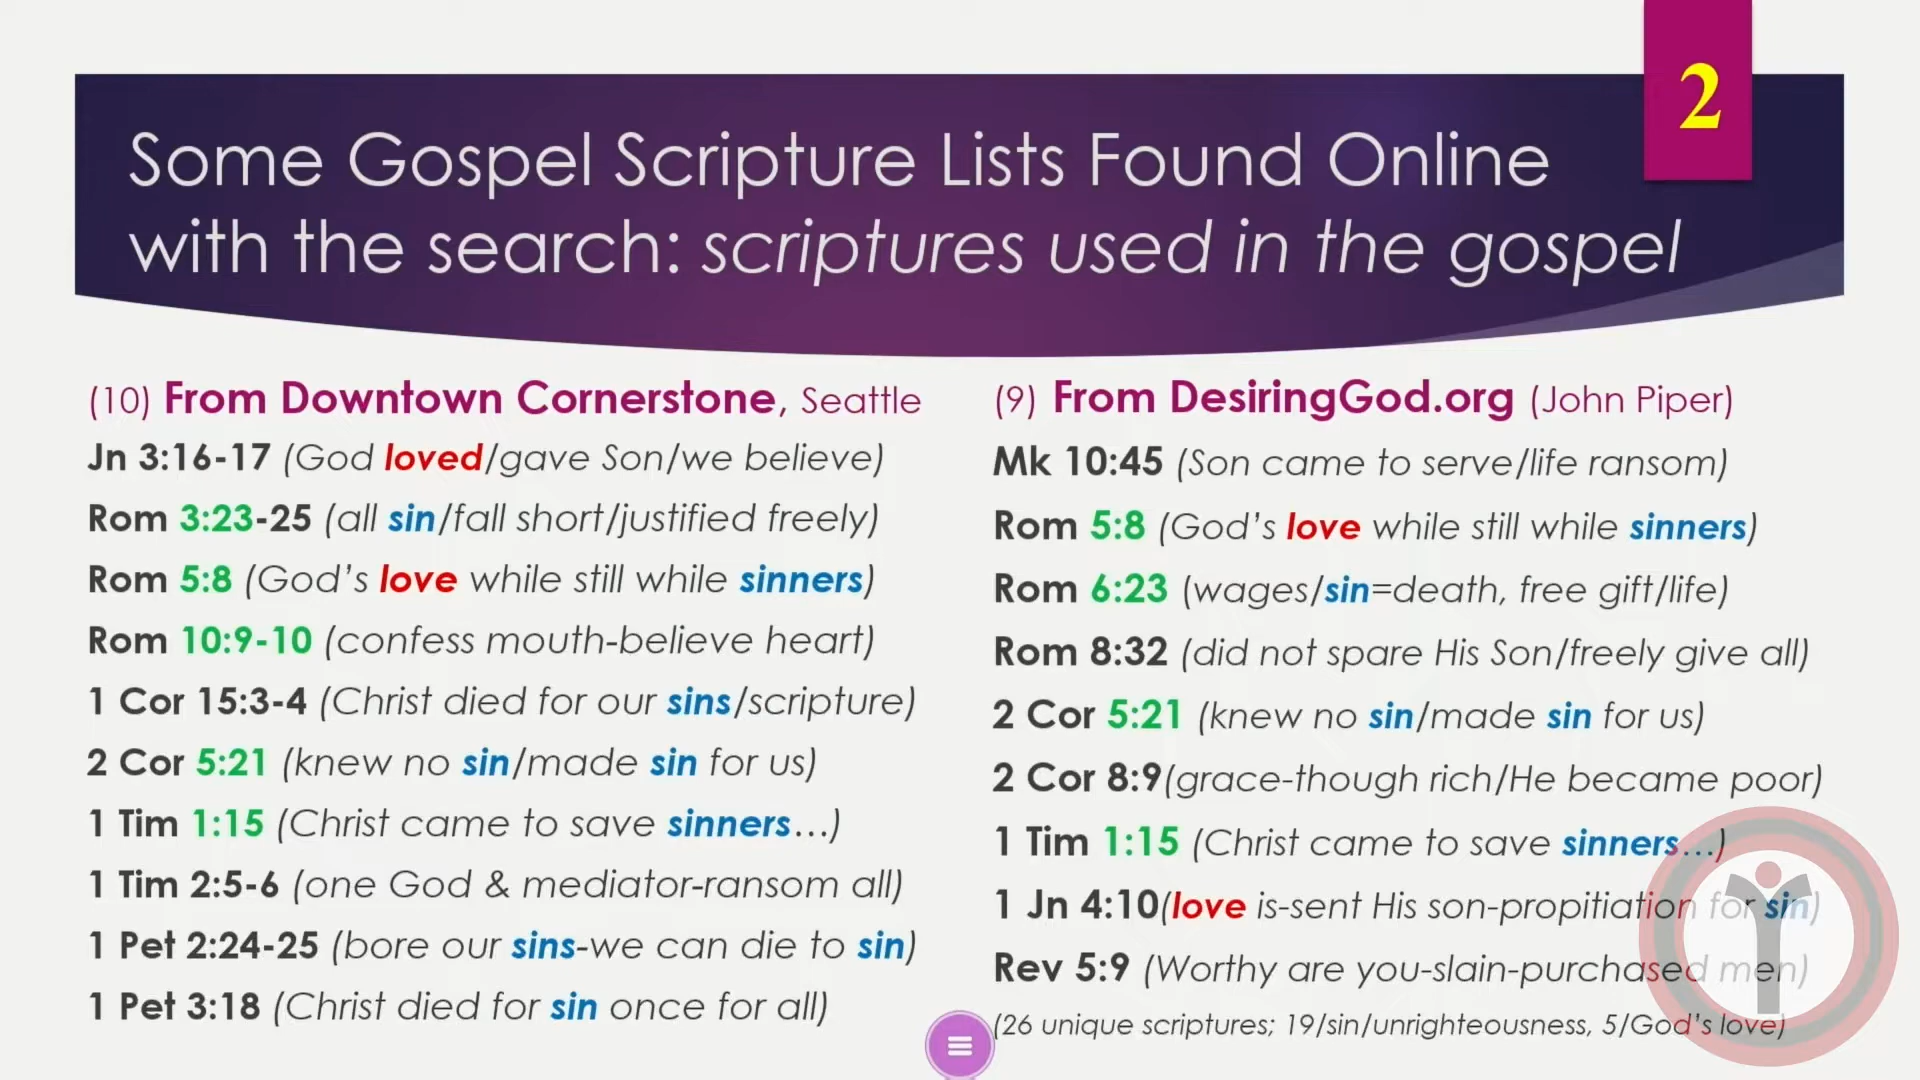 2
Some Gospel Scripture Lists Found Online
with the search: scriptures used in the gospel
(10) From Downtown Cornerstone, Seattle
Jn 3:16-17 (God loved/gave Son/we believe)
Rom 3:23-25 (all sin/fall short/justified freely)
Rom 5:8 (God’s love while still while sinners)
Rom 10:9-10 (confess mouth-believe heart)
1 Cor 15:3-4 (Christ died for our sins/scripture)
2 Cor 5:21 (knew no sin/made sin for us)
1 Tim 1:15 (Christ came to save sinners…)
1 Tim 2:5-6 (one God & mediator-ransom all)
1 Pet 2:24-25 (bore our sins-we can die to sin)
1 Pet 3:18 (Christ died for sin once for all)
(9) From DesiringGod.org (John Piper)
Mk 10:45 (Son came to serve/life ransom)
Rom 5:8 (God’s love while still while sinners)
Rom 6:23 (wages/sin=death, free gift/life)
Rom 8:32 (did not spare His Son/freely give all)
2 Cor 5:21 (knew no sin/made sin for us)
2 Cor 8:9(grace-though rich/He became poor)
1 Tim 1:15 (Christ came to save sinners…)
1 Jn 4:10(love is-sent His son-propitiation for sin)
Rev 5:9 (Worthy are you-slain-purchased men)
(26 unique scriptures; 19/sin/unrighteousness, 5/God’s love)